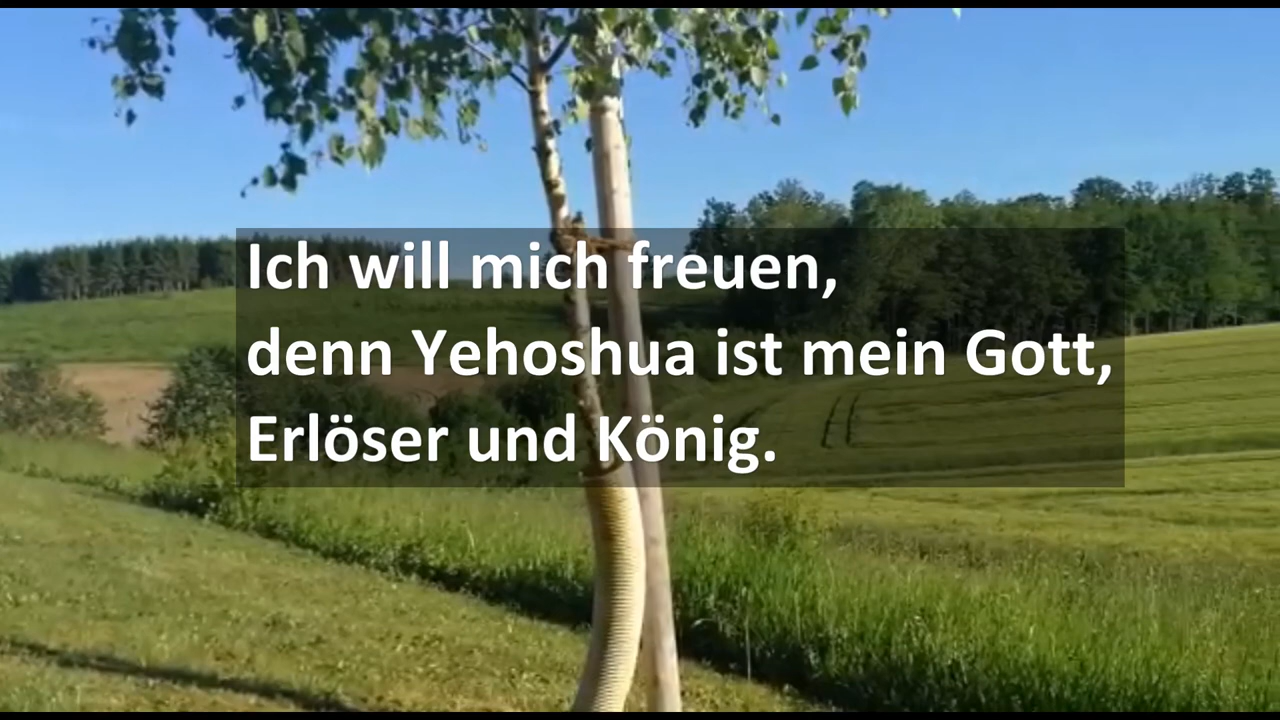 Ich will mich freuen,
denn Yehoshua ist mein Gott,
Erlöser und König.